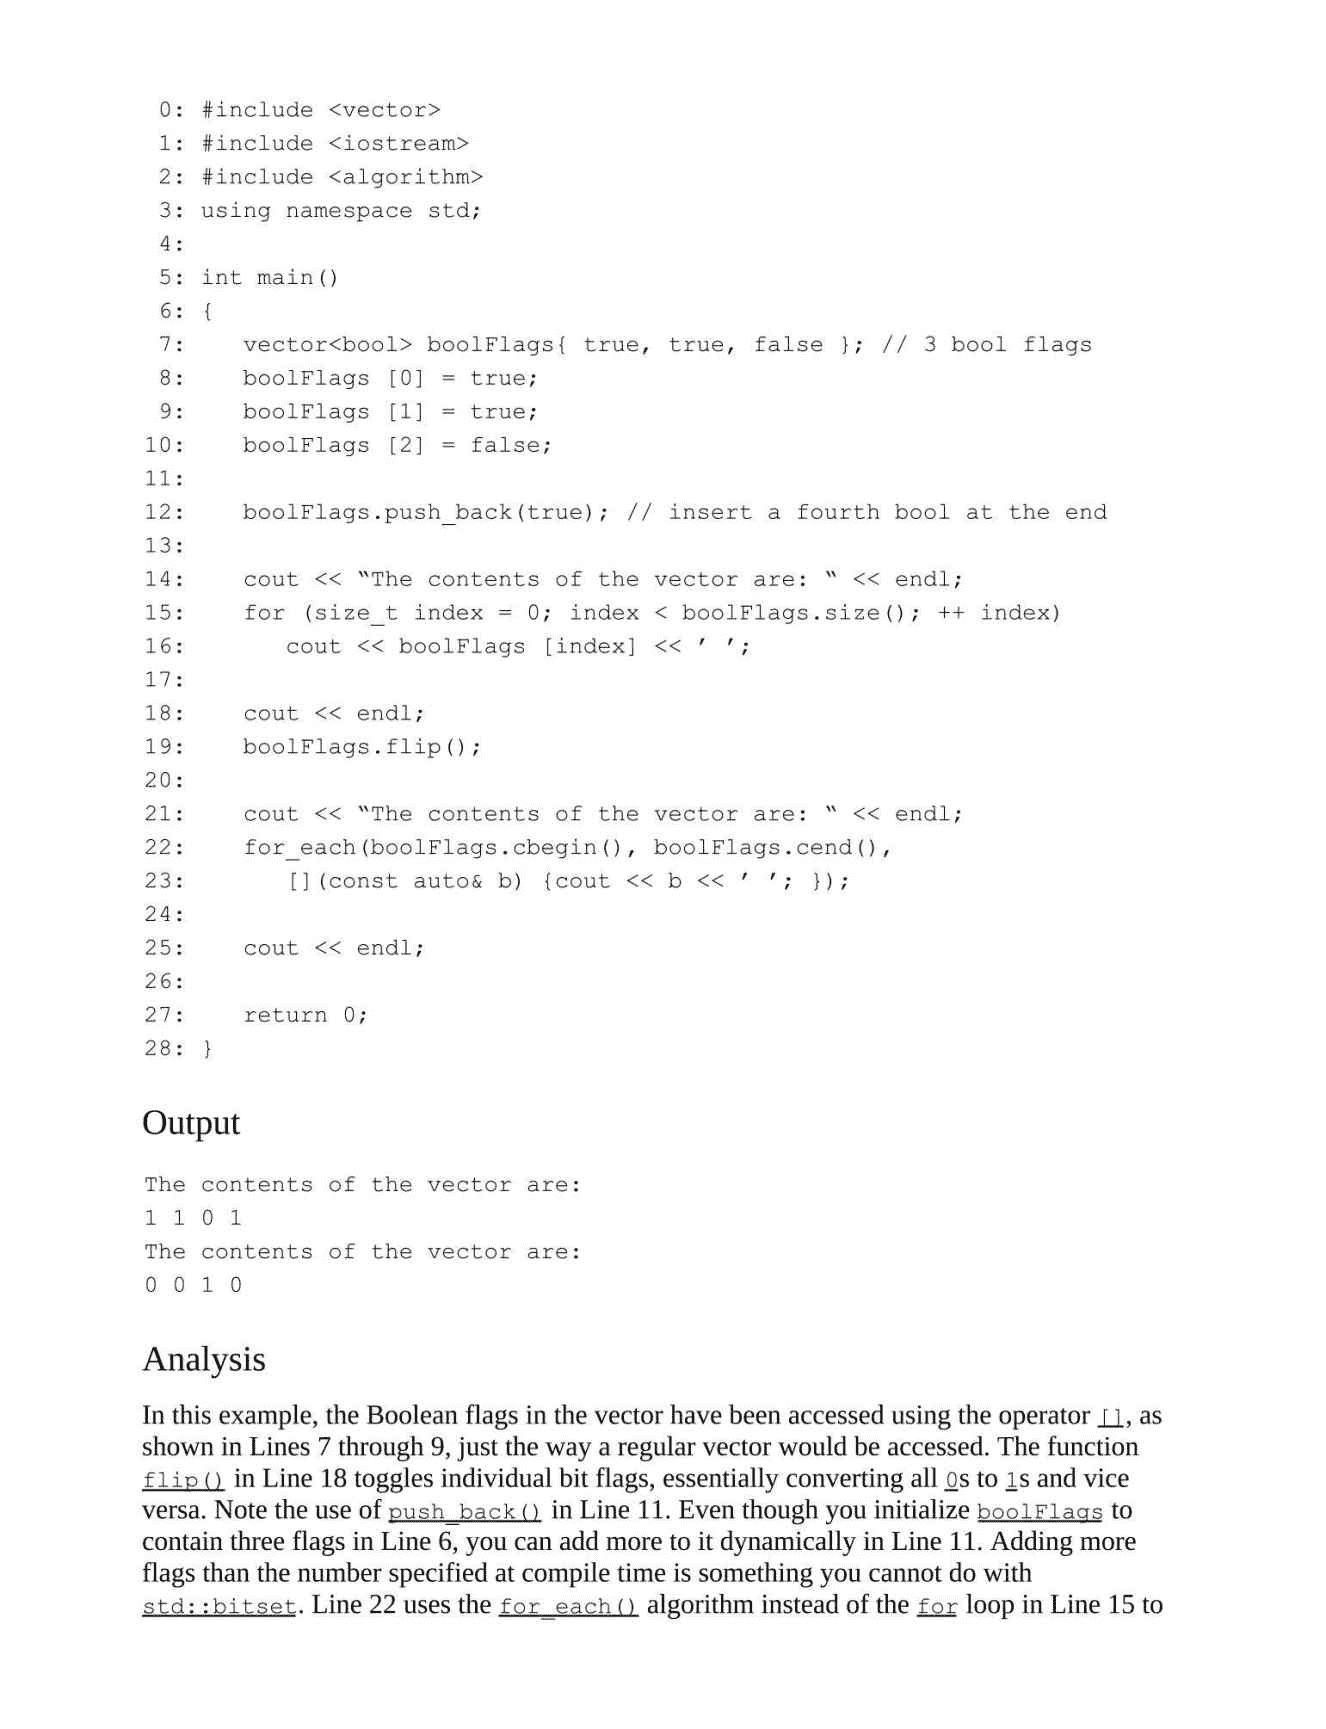 0: #include <vector>
1: #include <iostream>
2: #include <algorithm>
3: using namespace std;
4:
5: int main()
6: {
7: vector<bool> boolFlags{ true, true, false }; // 3 bool flags
8: boolFlags [0] = true;
9: boolFlags [1] = true;
10: boolFlags [2] = false;
11:
12: boolFlags.push_back(true); // insert a fourth bool at the end
13:
14: cout << “The contents of the vector are: “ << endl;
15: for (size_t index = 0; index < boolFlags.size(); ++ index)
16: cout << boolFlags [index] << ’ ’;
17:
18: cout << endl;
19: boolFlags.flip();
20:
21: cout << “The contents of the vector are: “ << endl;
22: for_each(boolFlags.cbegin(), boolFlags.cend(),
23: [](const auto& b) {cout << b << ’ ’; });
24:
25: cout << endl;
26:
27: return 0;
28: }
Output
The contents of the vector are:
1 1 0 1
The contents of the vector are:
0 0 1 0
Analysis
In this example, the Boolean flags in the vector have been accessed using the operator [], as
shown in Lines 7 through 9, just the way a regular vector would be accessed. The function
flip() in Line 18 toggles individual bit flags, essentially converting all 0s to 1s and vice
versa. Note the use of push_back() in Line 11. Even though you initialize boolFlags to
contain three flags in Line 6, you can add more to it dynamically in Line 11. Adding more
flags than the number specified at compile time is something you cannot do with
std::bitset. Line 22 uses the for_each() algorithm instead of the for loop in Line 15 to